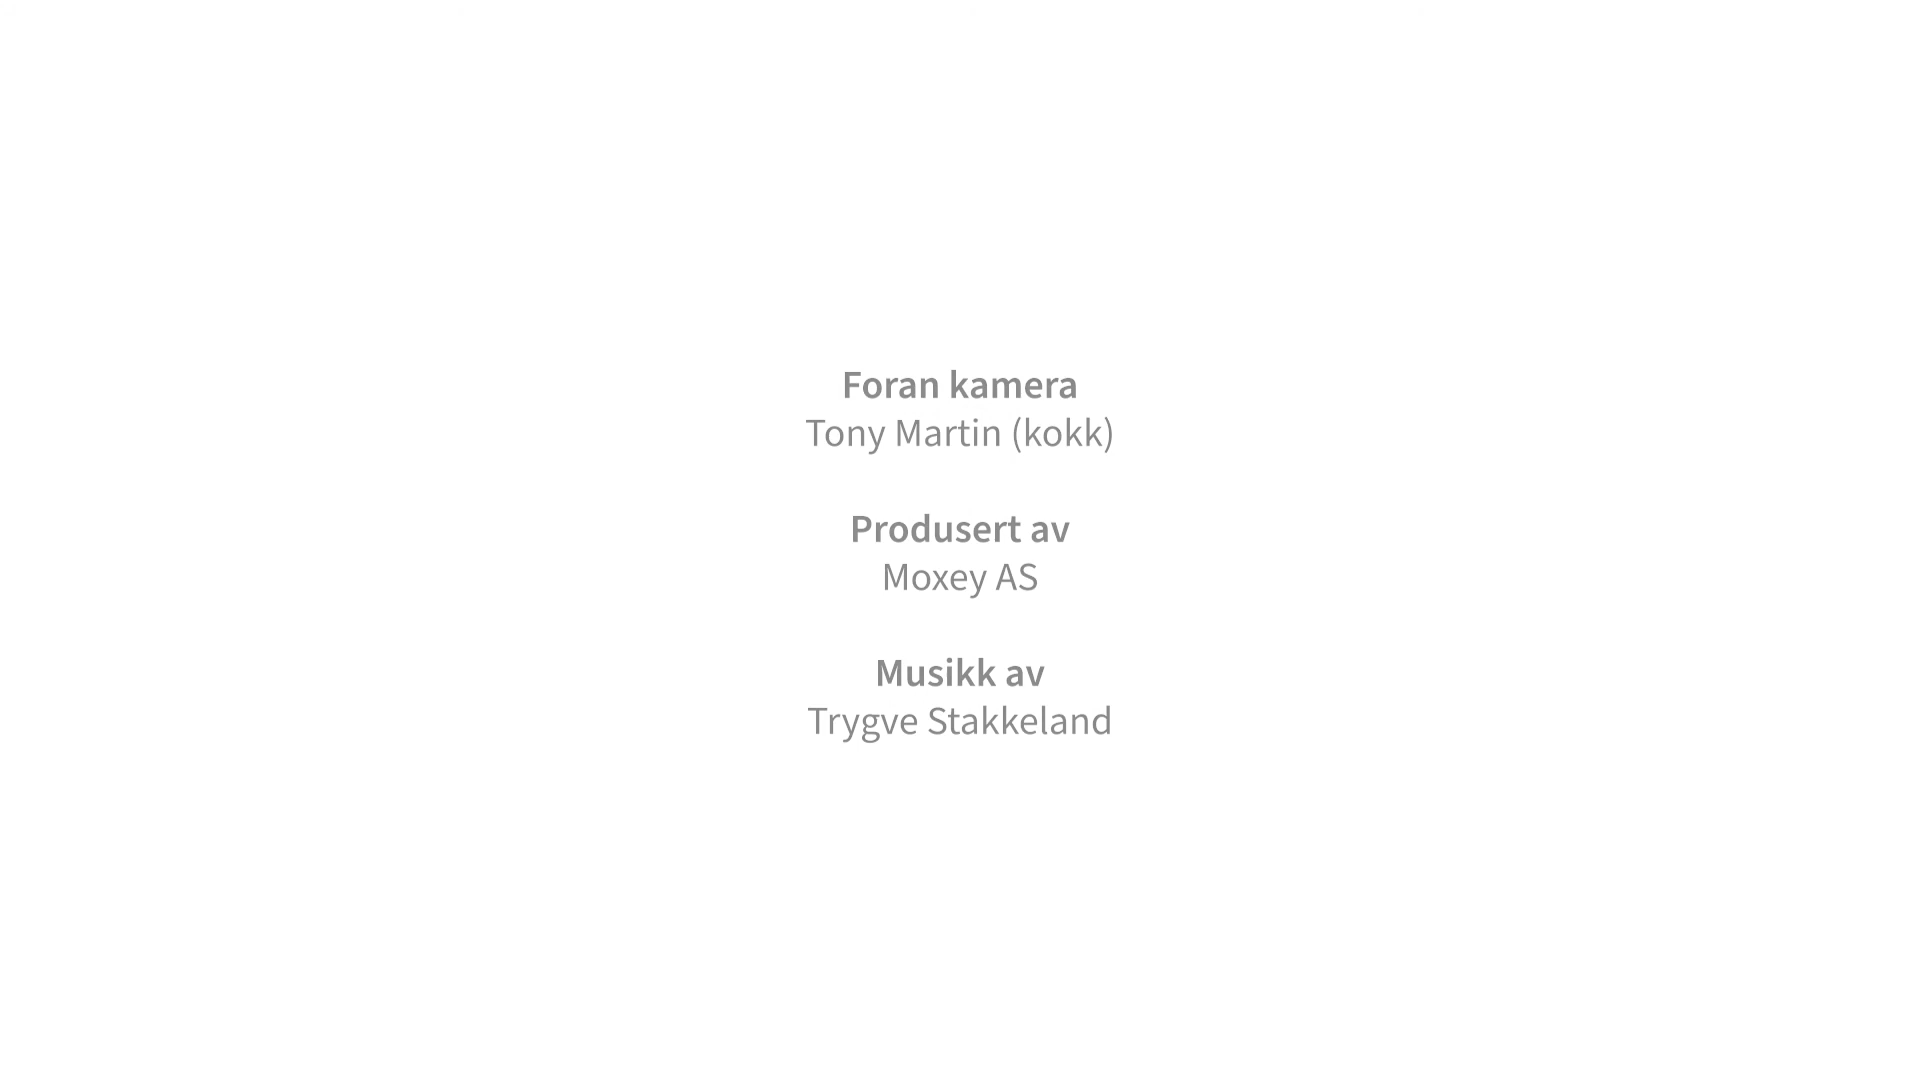 Foran kamera
Tony Martin (kokk)
Produsert av
Moxey AS
Musikk av
Trygve Stakkeland